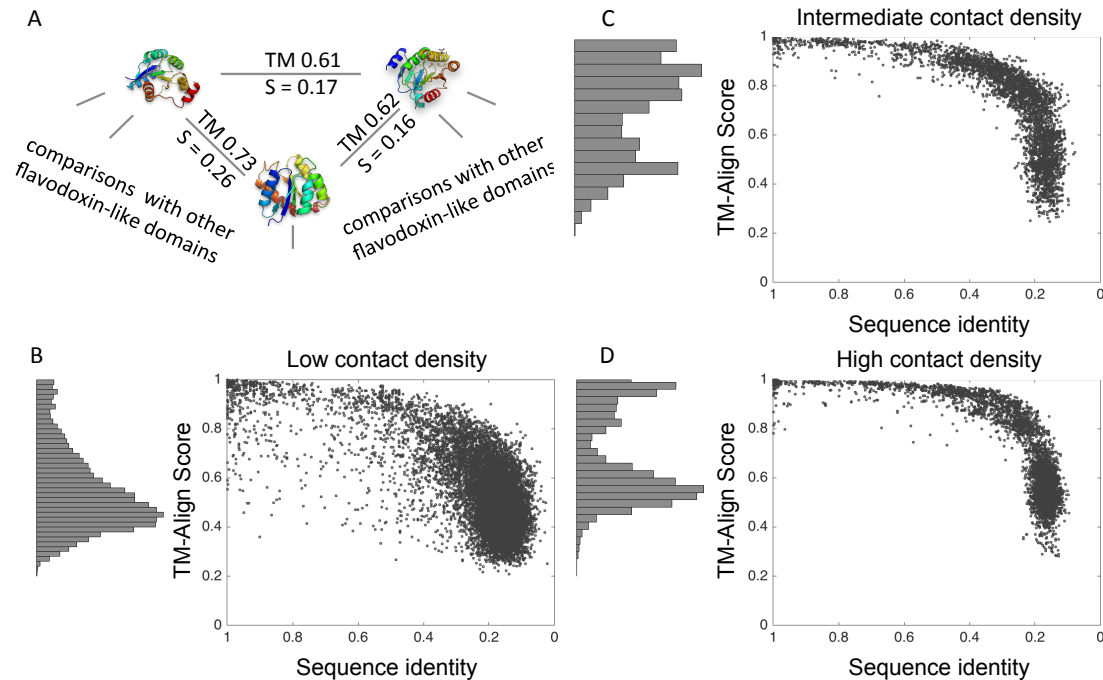 A
TM 0.61
S = 0.17
TM 0.73
S = 0.26
TM 0.62
S = 0.16
comparisons with other
flavodoxin-like domains
comparisons with other
flavodoxin-like domains
C
Intermediate contact density
TM-Align Score
1
0.8
0.6
0.4
0.2
0
1
0.8
0.6
0.4
0.2
0
Sequence identity
B
Low contact density
TM-Align Score
1
0.8
0.6
0.4
0.2
0
1
0.8
0.6
0.4
0.2
0
Sequence identity
D
High contact density
TM-Align Score
1
0.8
0.6
0.4
0.2
0
1
0.8
0.6
0.4
0.2
0
Sequence identity